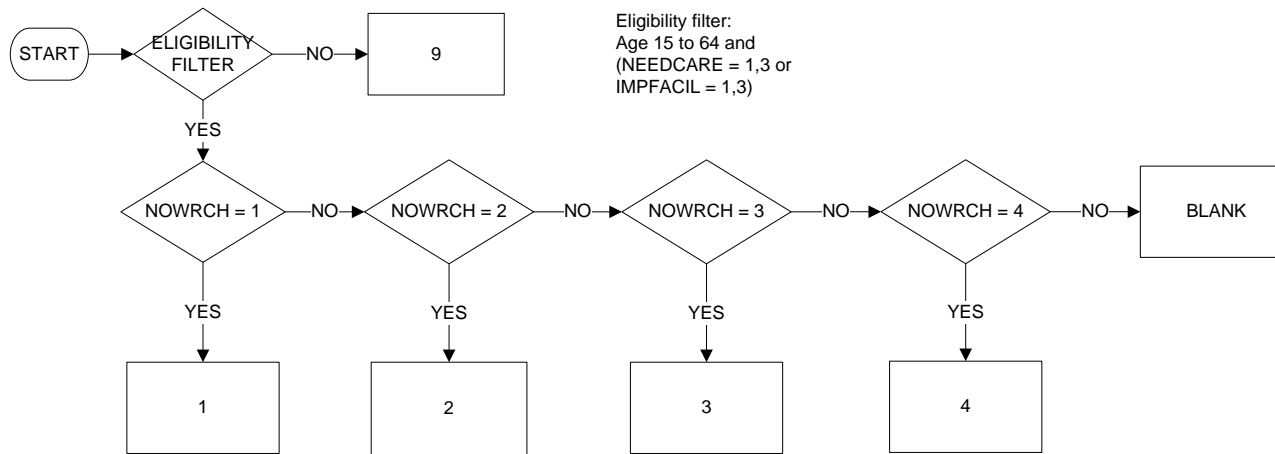 START
ELIGIBILITY
FILTER
NO
9
Eligibility filter:
Age 15 to 64 and
(NEEDCARE = 1,3 or
IMPFACIL = 1,3)
YES
NOWRCH = 1
NO
NOWRCH = 2
NO
NOWRCH = 3
NO
NOWRCH = 4
NO
BLANK
YES
YES
YES
YES
1
2
3
4